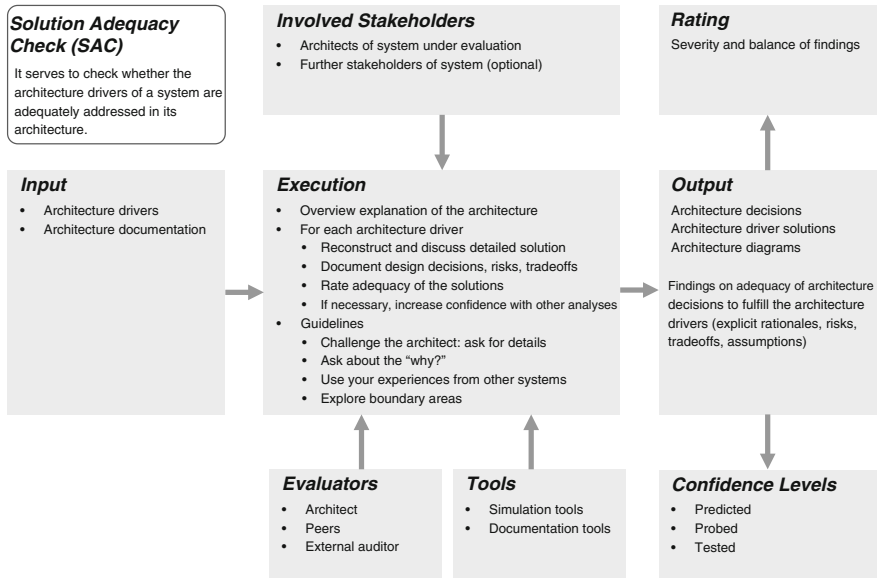 Solution Adequacy
Check (SAC)
It serves to check whether the
architecture drivers of a system are
adequately addressed in its
architecture.
Involved Stakeholders
• Architects of system under evaluation
• Further stakeholders of system (optional)
Rating
Severity and balance of findings
Input
• Architecture drivers
• Architecture documentation
Execution
• Overview explanation of the architecture
• For each architecture driver
• Reconstruct and discuss detailed solution
• Document design decisions, risks, tradeoffs
• Rate adequacy of the solutions
• If necessary, increase confidence with other analyses
• Guidelines
• Challenge the architect: ask for details
• Ask about the “why?”
• Use your experiences from other systems
• Explore boundary areas
Output
Architecture decisions
Architecture driver solutions
Architecture diagrams
Findings on adequacy of architecture
decisions to fulfill the architecture
drivers (explicit rationales, risks,
tradeoffs, assumptions)
Evaluators
• Architect
• Peers
• External auditor
Tools
• Simulation tools
• Documentation tools
Confidence Levels
• Predicted
• Probed
• Tested